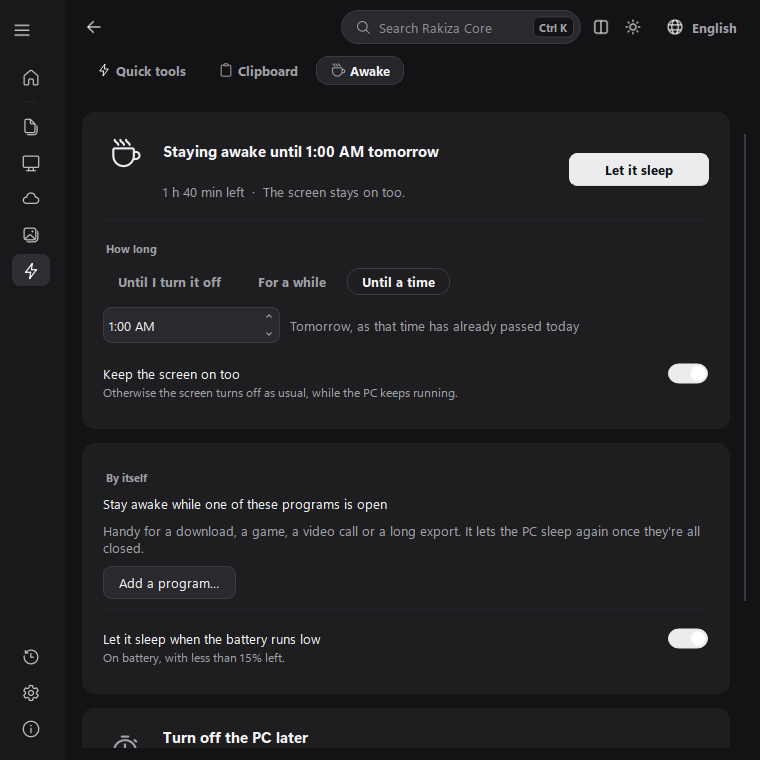 Search Rakiza Core
Ctrl K
English
Quick tools
Clipboard
Awake
Staying awake until 1:00 AM tomorrow
1 h 40 min left · The screen stays on too.
Let it sleep
How long
Until I turn it off
For a while
Until a time
1:00 AM
Tomorrow, as that time has already passed today
Keep the screen on too
Otherwise the screen turns off as usual, while the PC keeps running.
By itself
Stay awake while one of these programs is open
Handy for a download, a game, a video call or a long export. It lets the PC sleep again once they're all
closed.
Add a program...
Let it sleep when the battery runs low
On battery, with less than 15% left.
Turn off the PC later